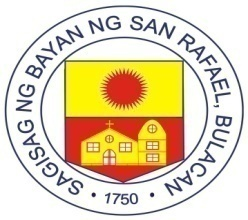 SAGISAG NG BAYAN NG SAN RAFAEL, BULACAN
• 1750 •